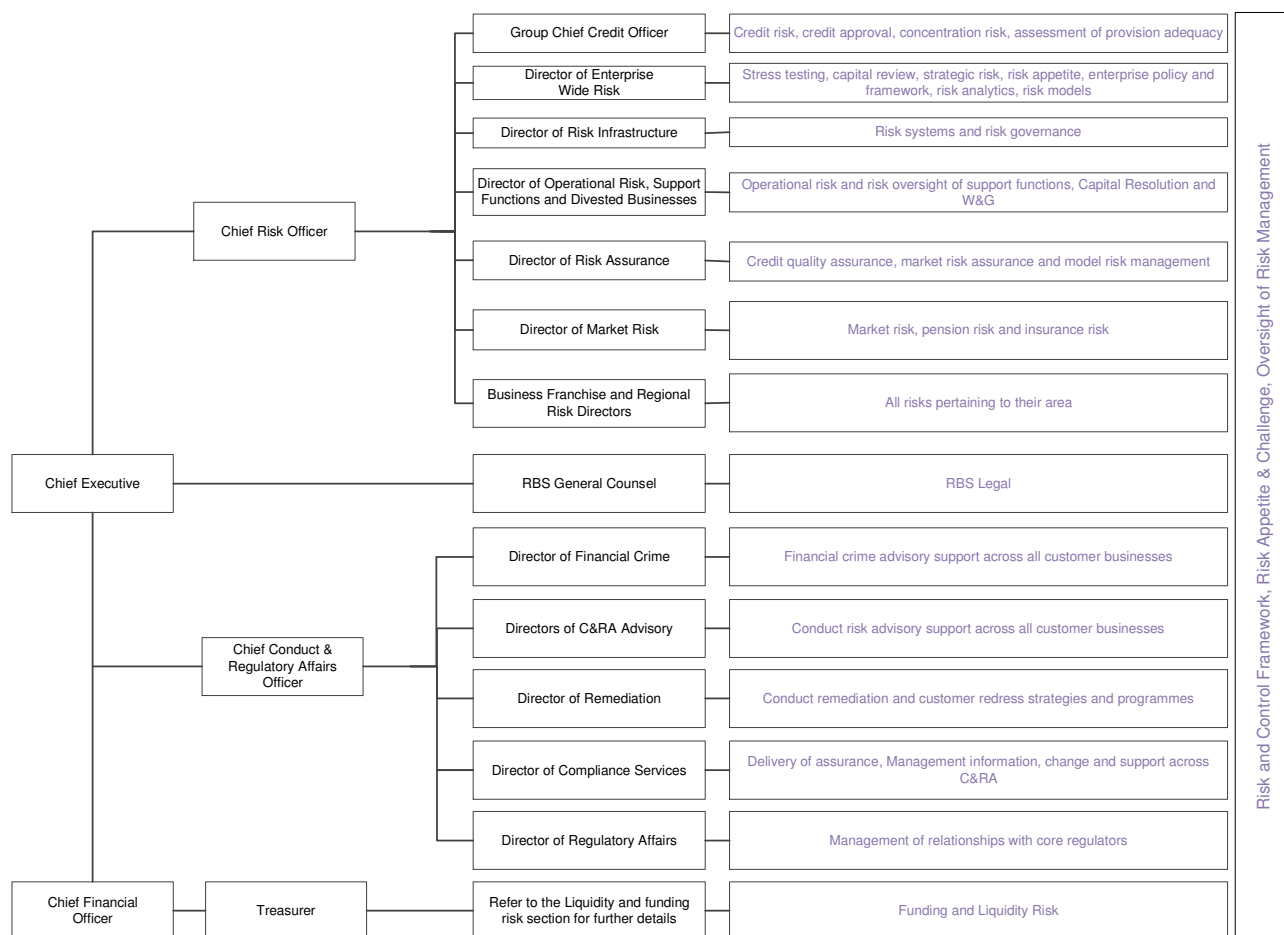 Group Chief Credit Officer
Credit risk, credit approval, concentration risk, assessment of provision adequacy
Director of Enterprise
Wide Risk
Stress testing, capital review, strategic risk, risk appetite, enterprise policy and
framework, risk analytics, risk models
Director of Risk Infrastructure
Risk systems and risk governance
Director of Operational Risk, Support
Functions and Divested Businesses
Operational risk and risk oversight of support functions, Capital Resolution and
W&G
Chief Risk Officer
Director of Risk Assurance
Credit quality assurance, market risk assurance and model risk management
Director of Market Risk
Market risk, pension risk and insurance risk
Business Franchise and Regional
Risk Directors
All risks pertaining to their area
Chief Executive
RBS General Counsel
RBS Legal
Director of Financial Crime
Financial crime advisory support across all customer businesses
Directors of C&RA Advisory
Conduct risk advisory support across all customer businesses
Chief Conduct &
Regulatory Affairs
Officer
Director of Remediation
Conduct remediation and customer redress strategies and programmes
Director of Compliance Services
Delivery of assurance, Management information, change and support across
C&RA
Director of Regulatory Affairs
Management of relationships with core regulators
Chief Financial
Officer
Treasurer
Refer to the Liquidity and funding
risk section for further details
Funding and Liquidity Risk
Risk and Control Framework, Risk Appetite & Challenge, Oversight of Risk Management